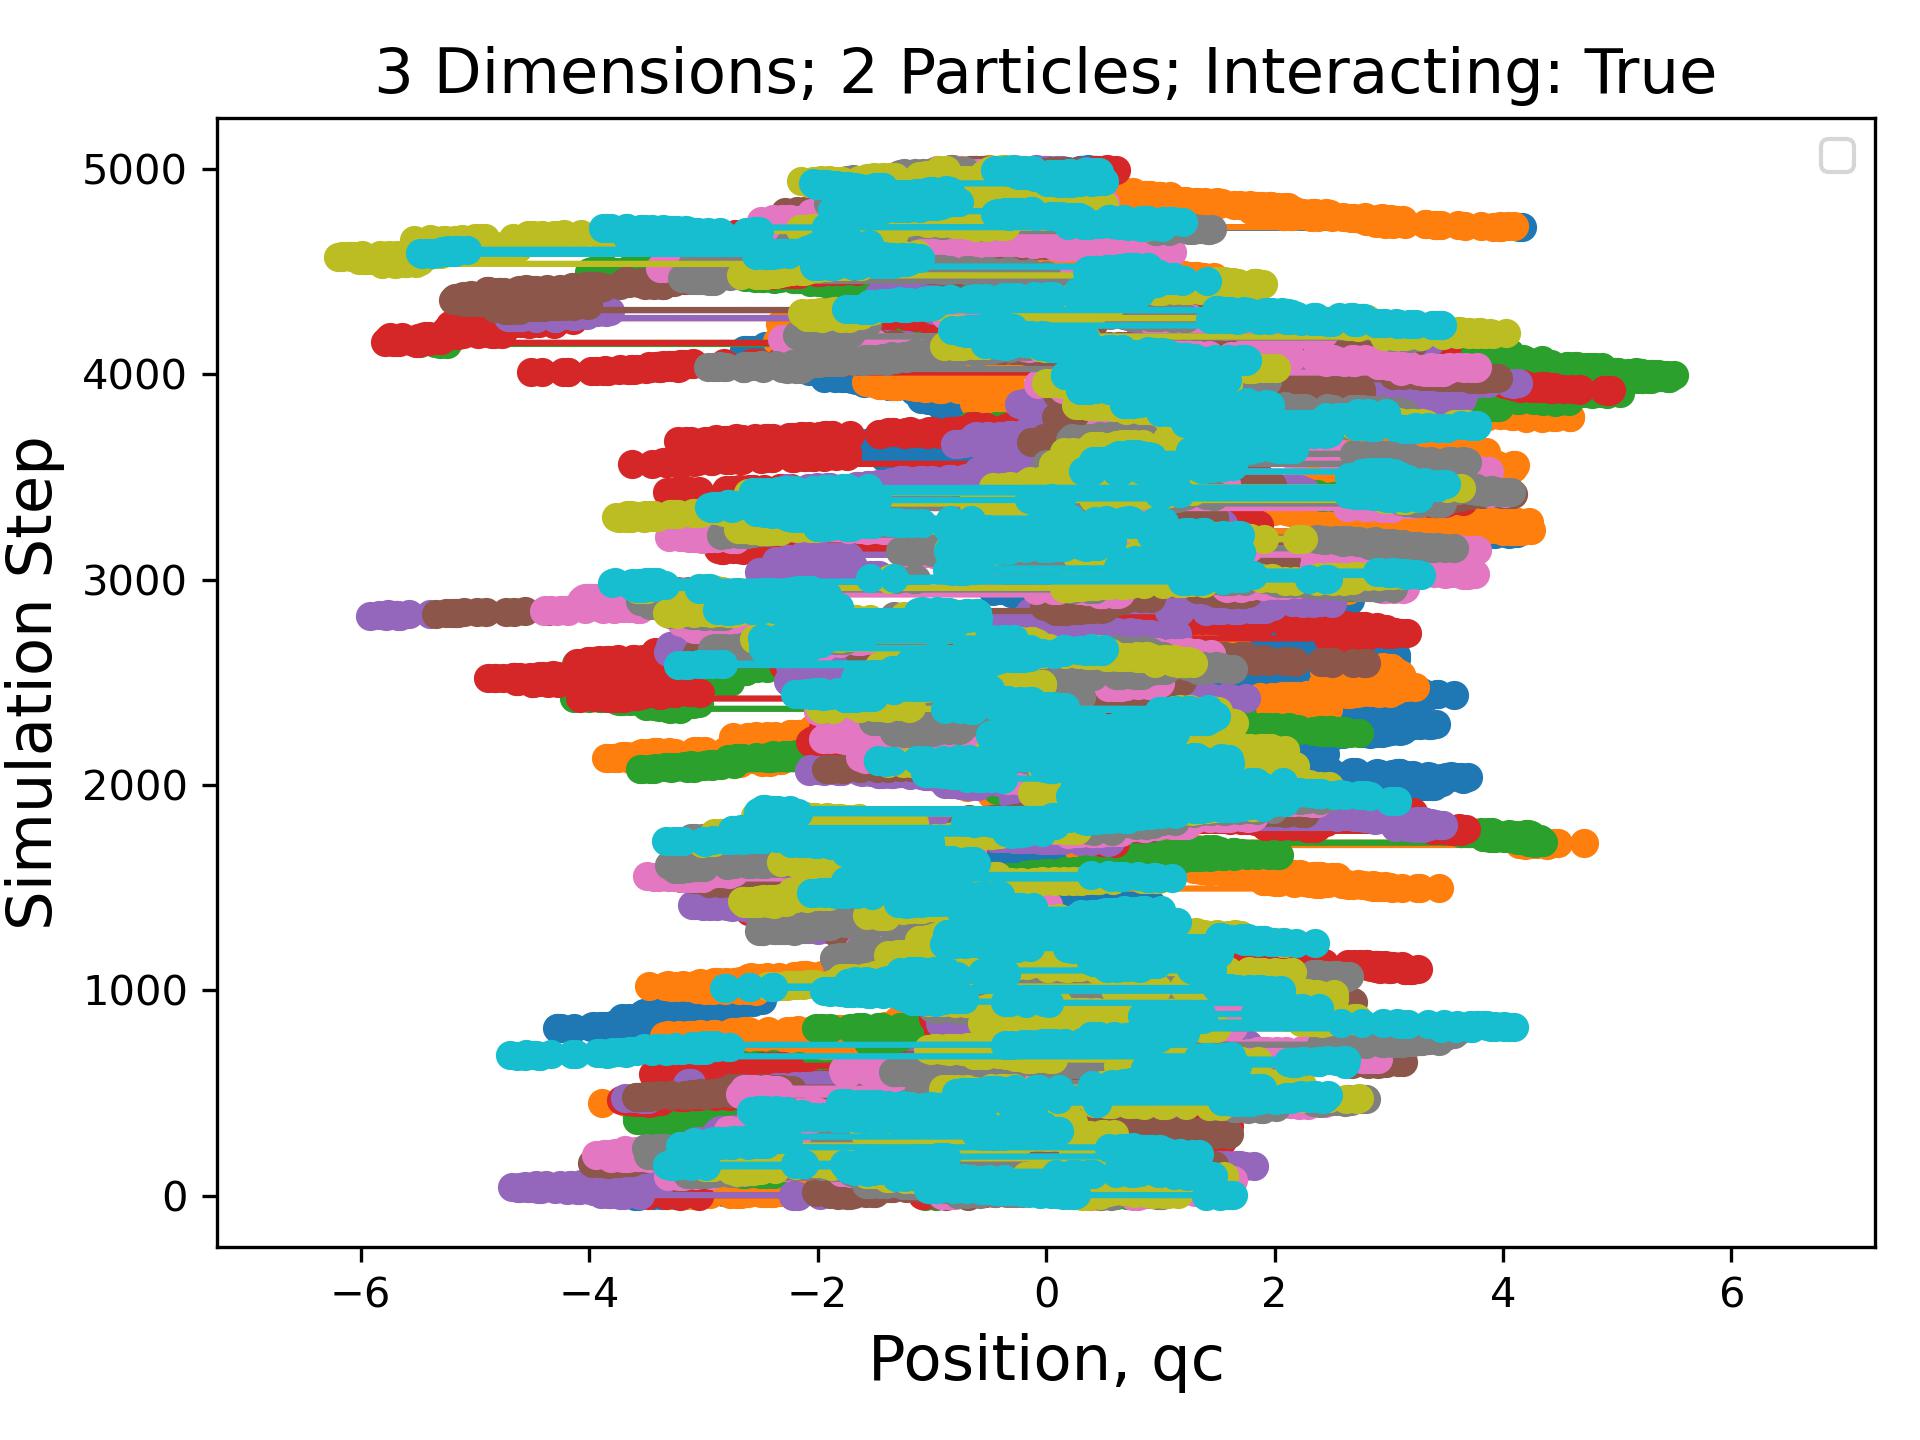 3 Dimensions; 2 Particles; Interacting: True
Simulation Step
5000
4000
3000
2000
1000
0
−6 −4 −2 0 2 4 6
Position, qc